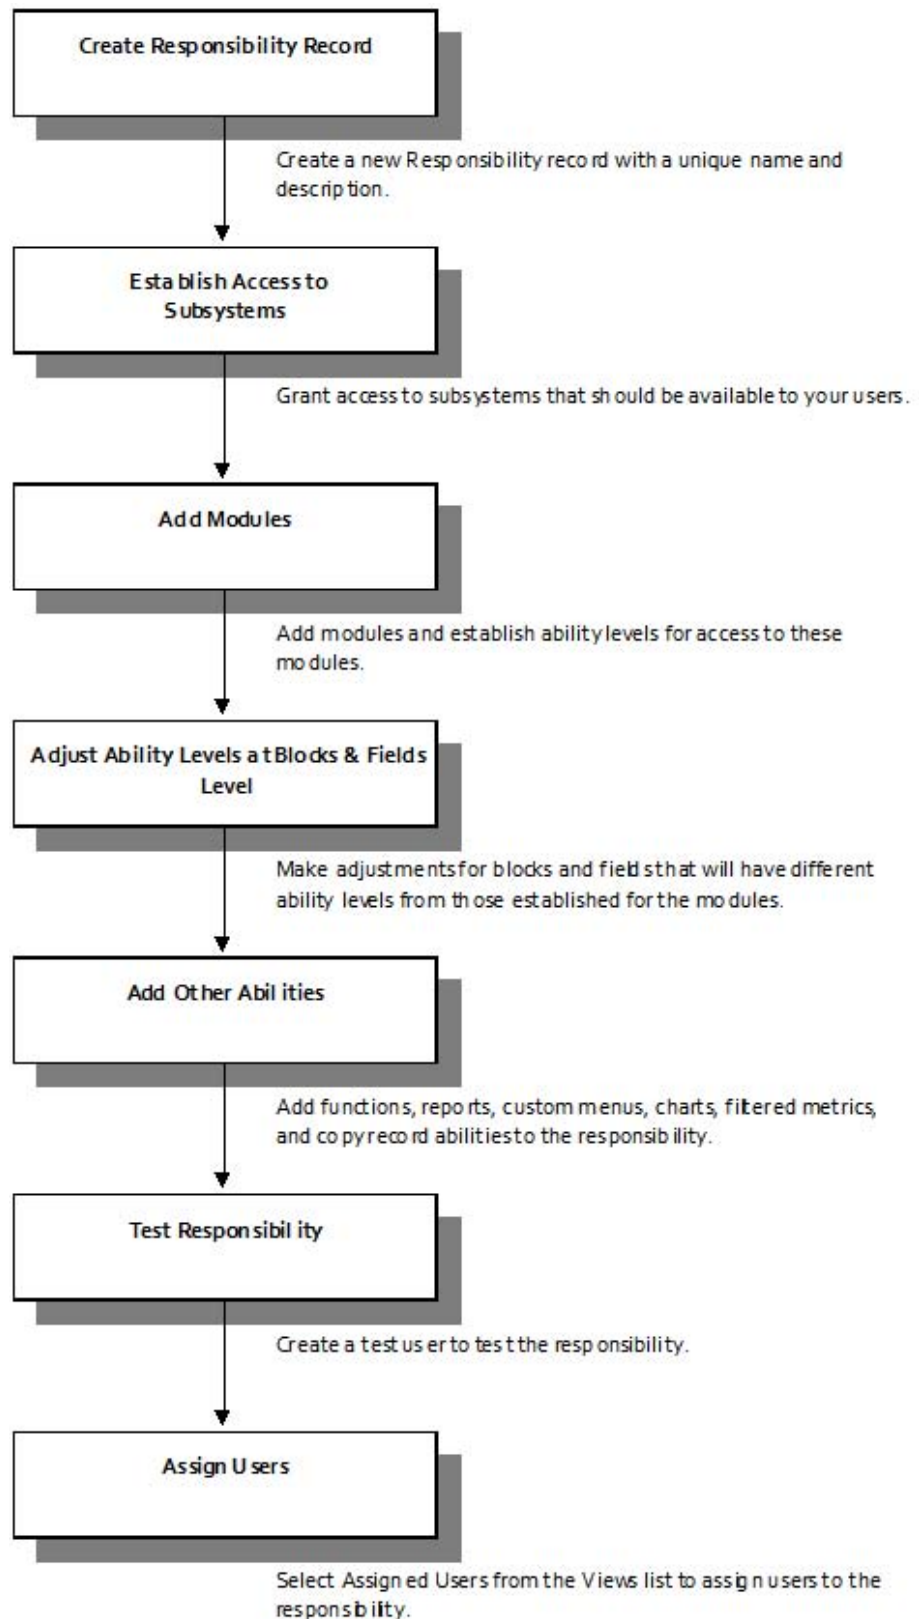 Create Responsibility Record
Create a new Responsibility record with a unique name and
description.
Establish Access to
Subsystems
Grant access to subsystems that should be available to your users.
Add Modules
Add modules and establish ability levels for access to these
modules.
Adjust Ability Levels at Blocks & Fields
Level
Make adjustments for blocks and fields that will have different
ability levels from those established for the modules.
Add Other Abilities
Add functions, reports, custom menus, charts, filtered metrics,
and copy record abilities to the responsibility.
Test Responsibility
Create a test user to test the responsibility.
Assign Users
Select Assigned Users from the Views list to assign users to the
responsibility.